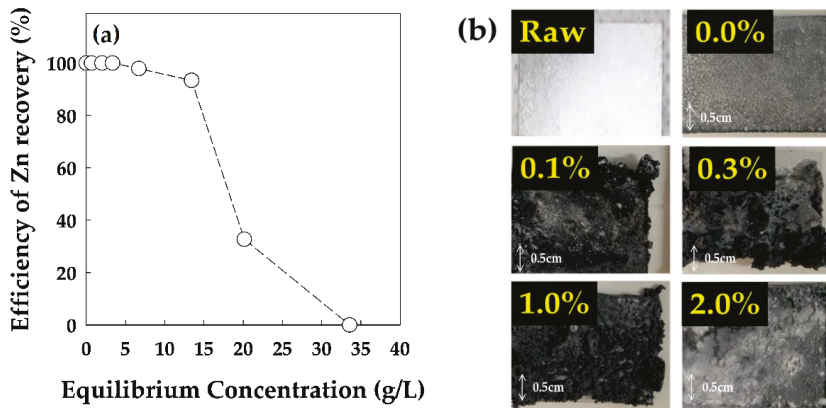 (a)
Efficiency of Zn recovery (%)
100
80
60
40
20
0
0 5 10 15 20 25 30 35 40
Equilibrium Concentration (g/L)
(b)
Raw
0.0%
0.5cm
0.5cm
0.1%
0.3%
0.5cm
0.5cm
1.0%
2.0%
0.5cm
0.5cm